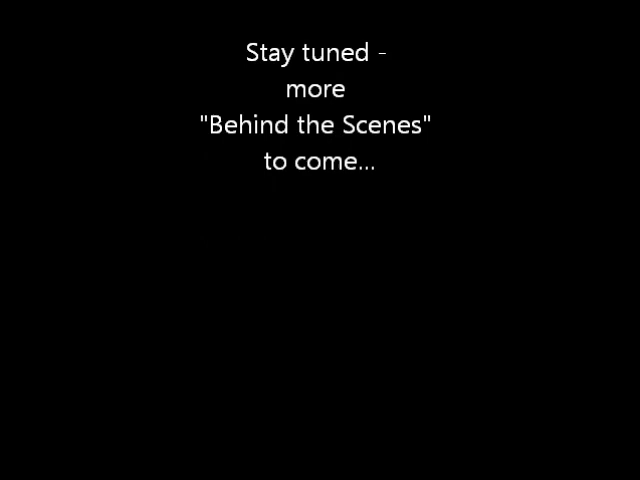 Stay tuned -
more
"Behind the Scenes"
to come...